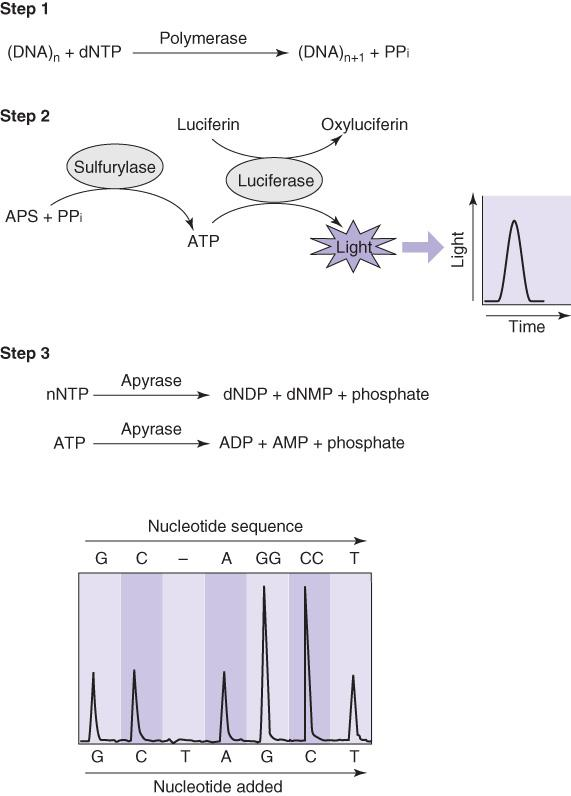 Step 1
(DNA)n + dNTP Polymerase (DNA)n+1 + PPi
Step 2
Luciferin Oxyluciferin
Sulfurylase
Luciferase
APS + PPi
ATP
Light
Light
Time
Step 3
nNTP Apyrase dNDP + dNMP + phosphate
ATP Apyrase ADP + AMP + phosphate
Nucleotide sequence
G C – A GG CC T
G C T A G C T
Nucleotide added